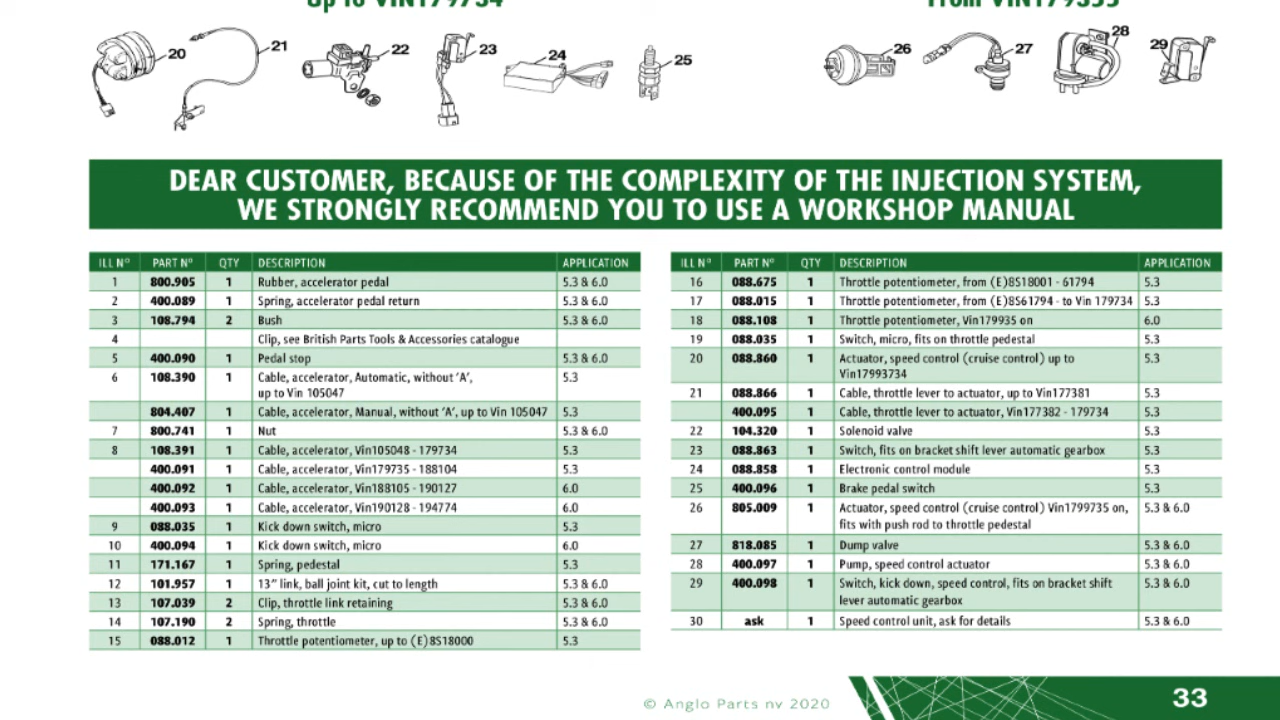 Up to VIN179734
From VIN179355
20
21
22
23
24
25
26
27
28
29
DEAR CUSTOMER, BECAUSE OF THE COMPLEXITY OF THE INJECTION SYSTEM,
WE STRONGLY RECOMMEND YOU TO USE A WORKSHOP MANUAL
ILL N° PART N° QTY DESCRIPTION APPLICATION
1 800.905 1 Rubber, accelerator pedal 5.3 & 6.0
2 400.089 1 Spring, accelerator pedal return 5.3 & 6.0
3 108.794 2 Bush 5.3 & 6.0
4 Clip, see British Parts Tools & Accessories catalogue
5 400.090 1 Pedal stop 5.3 & 6.0
6 108.390 1 Cable, accelerator, Automatic, without ‘A’, 5.3
up to Vin 105047
804.407 1 Cable, accelerator, Manual, without ‘A’, up to Vin 105047 5.3
7 800.741 1 Nut 5.3 & 6.0
8 108.391 1 Cable, accelerator, Vin105048 - 179734 5.3
400.091 1 Cable, accelerator, Vin179735 - 188104 5.3
400.092 1 Cable, accelerator, Vin188105 - 190127 6.0
400.093 1 Cable, accelerator, Vin190128 - 194774 6.0
9 088.035 1 Kick down switch, micro 5.3
10 400.094 1 Kick down switch, micro 6.0
11 171.167 1 Spring, pedestal 5.3
12 101.957 1 13” link, ball joint kit, cut to length 5.3 & 6.0
13 107.039 2 Clip, throttle link retaining 5.3 & 6.0
14 107.190 2 Spring, throttle 5.3 & 6.0
15 088.012 1 Throttle potentiometer, up to (E)8S18000 5.3
ILL N° PART N° QTY DESCRIPTION APPLICATION
16 088.675 1 Throttle potentiometer, from (E)8S18001 - 61794 5.3
17 088.015 1 Throttle potentiometer, from (E)8S61794 - to Vin 179734 5.3
18 088.108 1 Throttle potentiometer, Vin179935 on 6.0
19 088.035 1 Switch, micro, fits on throttle pedestal 5.3
20 088.860 1 Actuator, speed control (cruise control) up to 5.3
Vin17993734
21 088.866 1 Cable, throttle lever to actuator, up to Vin177381 5.3
400.095 1 Cable, throttle lever to actuator, Vin177382 - 179734 5.3
22 104.320 1 Solenoid valve 5.3
23 088.863 1 Switch, fits on bracket shift lever automatic gearbox 5.3
24 088.858 1 Electronic control module 5.3
25 400.096 1 Brake pedal switch 5.3
26 805.009 1 Actuator, speed control (cruise control) Vin1799735 on, 5.3 & 6.0
fits with push rod to throttle pedestal
27 818.085 1 Dump valve 5.3 & 6.0
28 400.097 1 Pump, speed control actuator 5.3 & 6.0
29 400.098 1 Switch, kick down, speed control, fits on bracket shift 5.3 & 6.0
lever automatic gearbox
30 ask 1 Speed control unit, ask for details 5.3 & 6.0
© Anglo Parts nv 2020
33